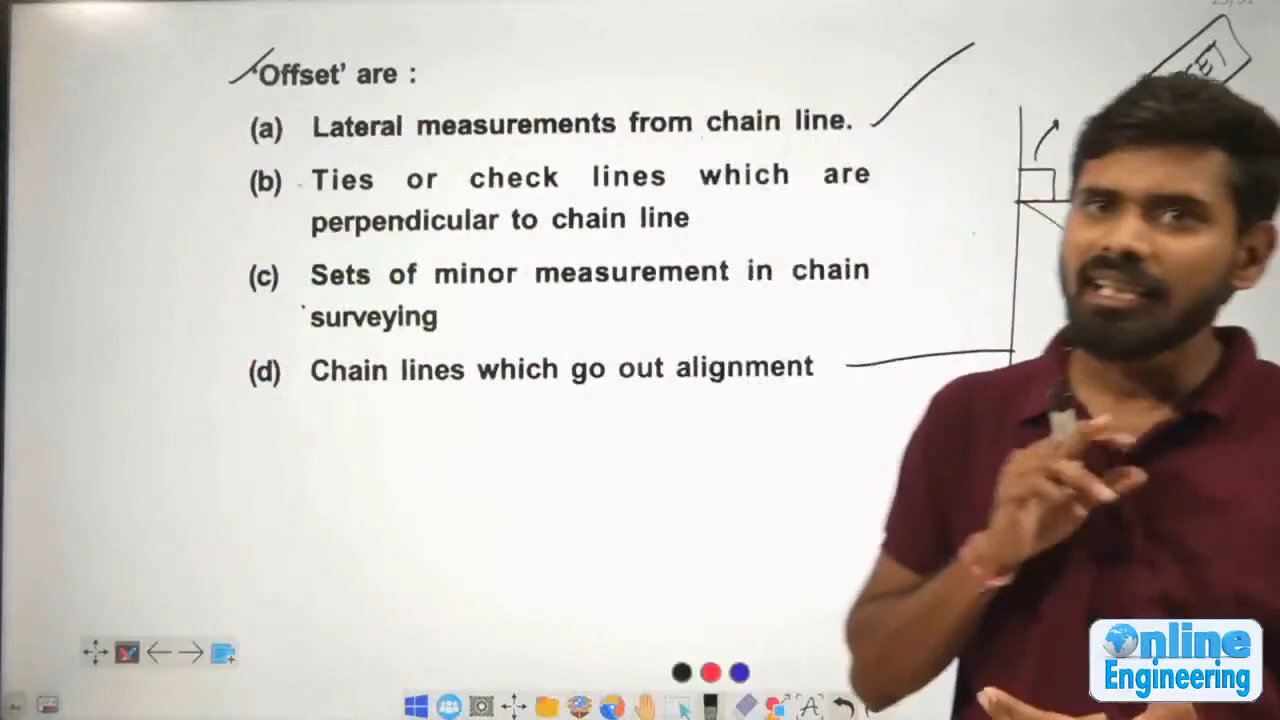 'Offset' are :
(a) Lateral measurements from chain line.
(b) Ties or check lines which are
perpendicular to chain line
(c) Sets of minor measurement in chain
surveying
(d) Chain lines which go out alignment
Online
Engineering